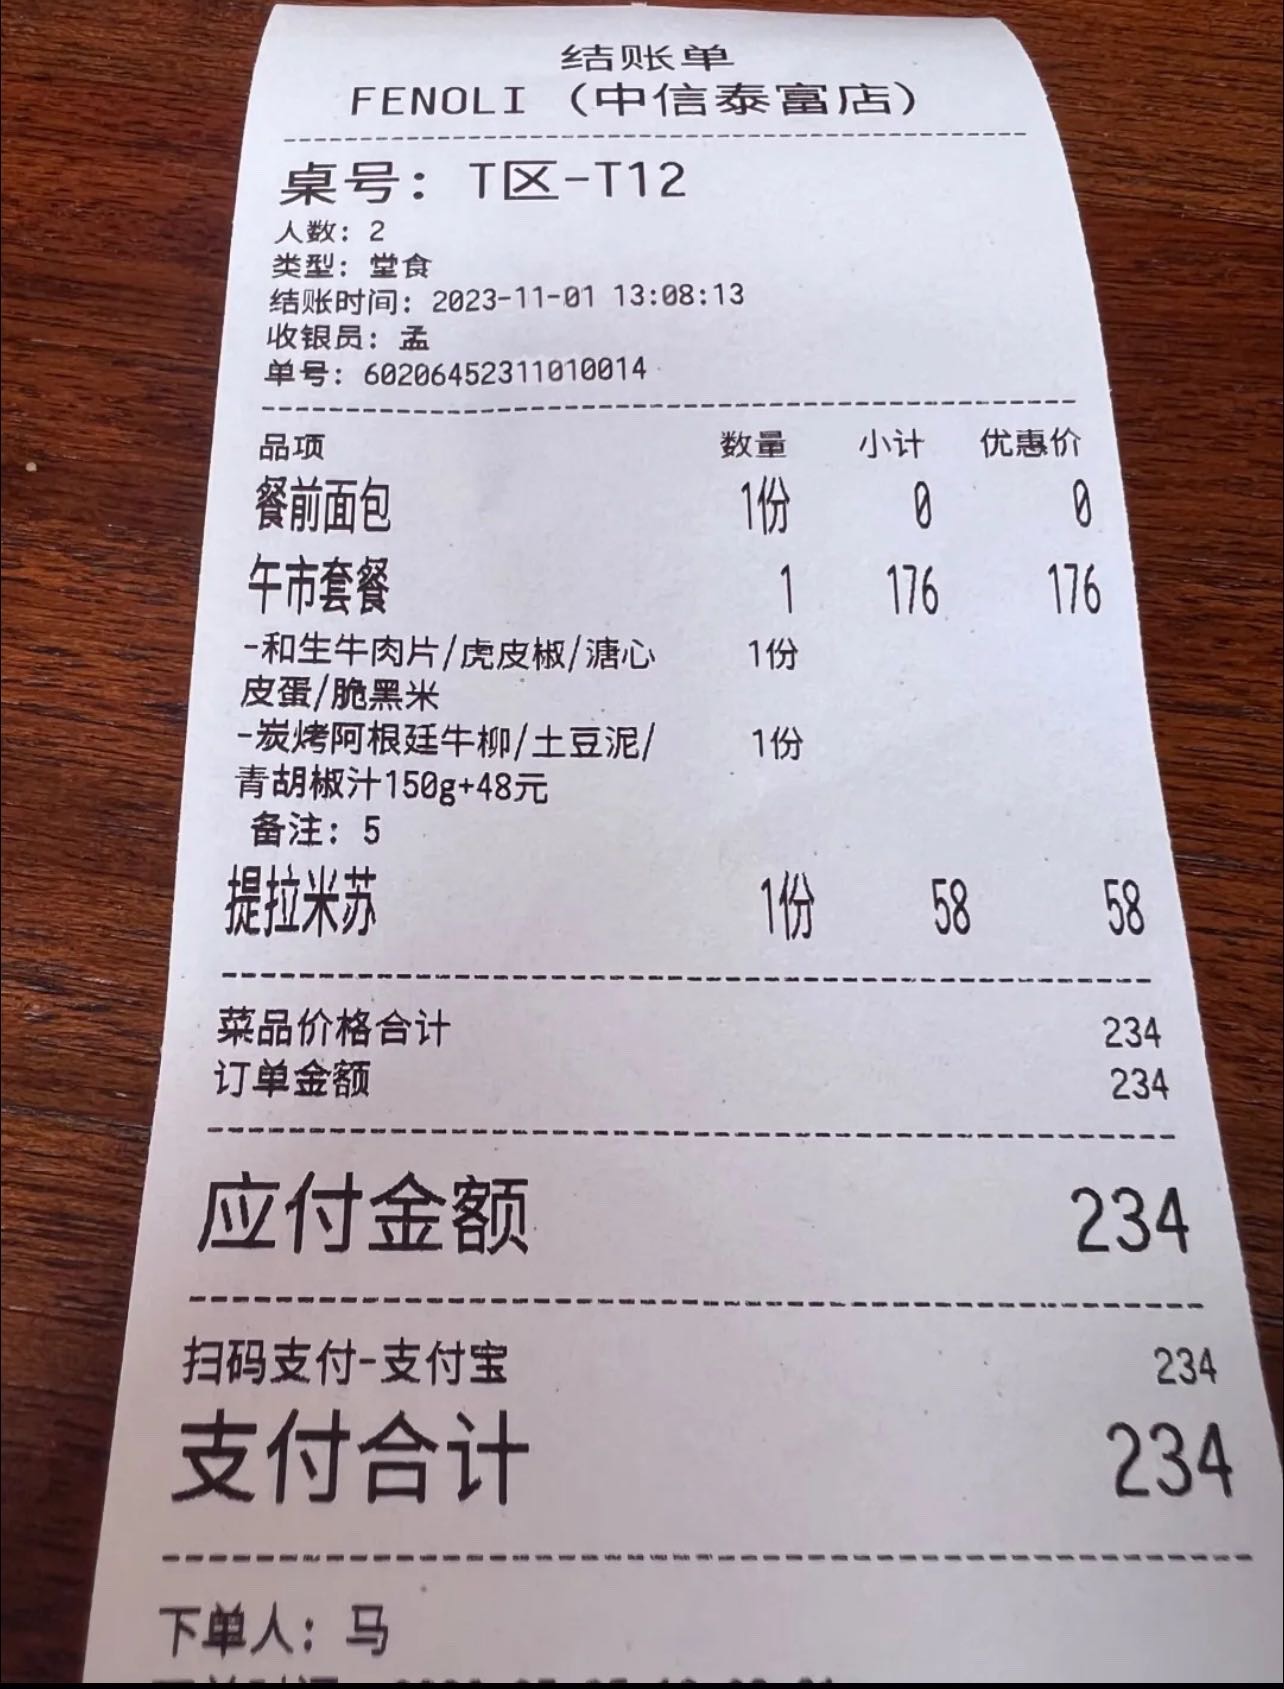 结账单
FENOLI (中信泰富店)
桌号: T区-T12
人数: 2
类型: 堂食
结账时间: 2023-11-01 13:08:13
收银员: 孟
单号: 60206452311010014
品项 数量 小计 优惠价
餐前面包 1份 0 0
午市套餐 1 176 176
-和生牛肉片/虎皮椒/溏心 1份
皮蛋/脆黑米
-炭烤阿根廷牛柳/土豆泥/ 1份
青胡椒汁150g+48元
备注: 5
提拉米苏 1份 58 58
菜品价格合计 234
订单金额 234
应付金额 234
扫码支付-支付宝 234
支付合计 234
下单人: 马